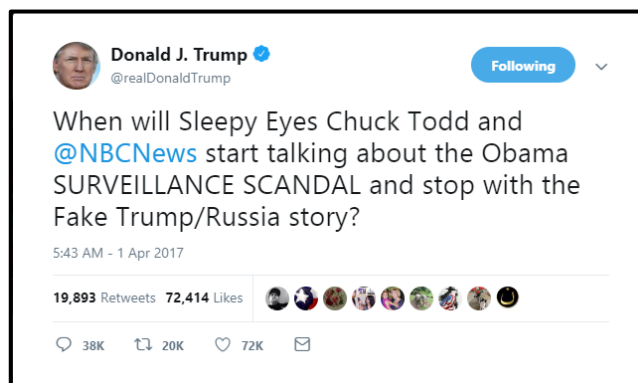 Donald J. Trump
@realDonaldTrump
Following
When will Sleepy Eyes Chuck Todd and
@NBCNews start talking about the Obama
SURVEILLANCE SCANDAL and stop with the
Fake Trump/Russia story?
5:43 AM - 1 Apr 2017
19,893 Retweets 72,414 Likes
38K 20K 72K